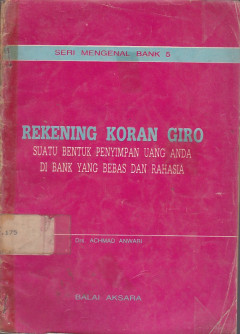 SERI MENGENAL BANK 5
REKENING KORAN GIRO
SUATU BENTUK PENYIMPAN UANG ANDA
DI BANK YANG BEBAS DAN RAHASIA
Drs. ACHMAD ANWARI
BALAI AKSARA